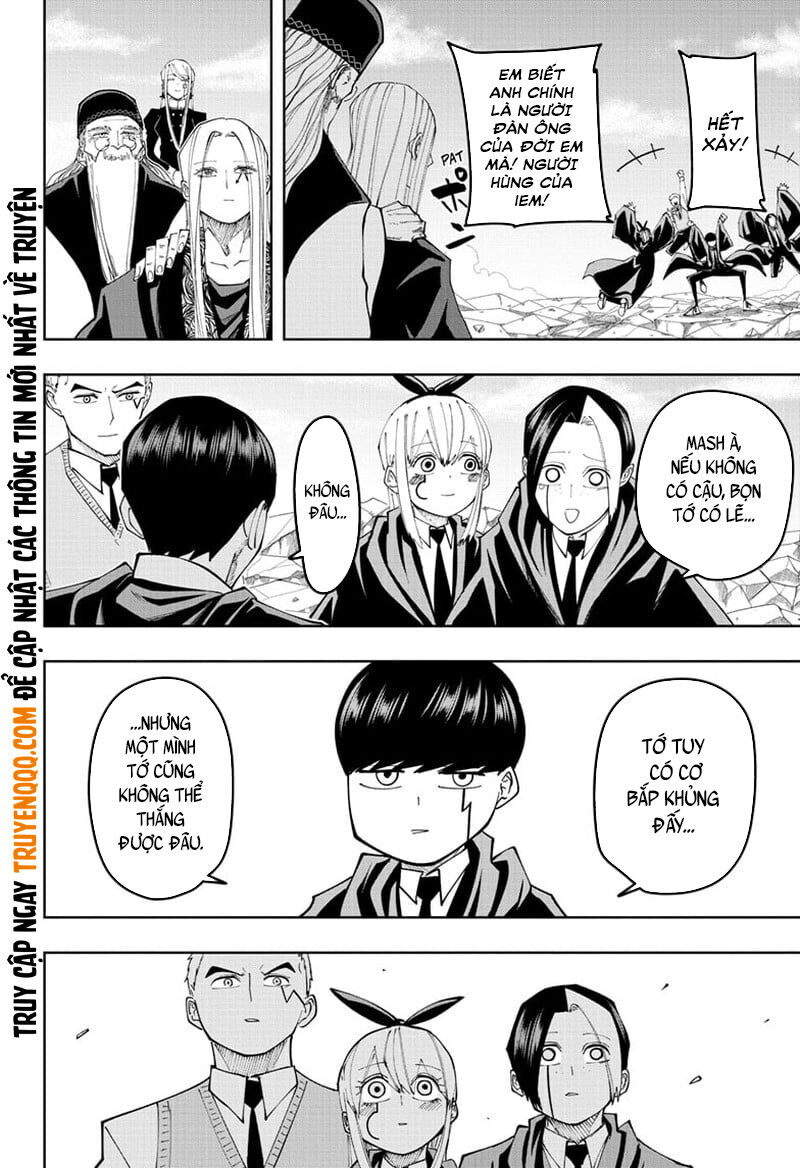 HẾT
XẢY!
EM BIẾT
ANH CHÍNH
LÀ NGƯỜI
ĐÀN ÔNG
CỦA ĐỜI EM
MÀ! NGƯỜI
HÙNG CỦA
IEM!
PAT
ポン
MASH À,
NẾU KHÔNG
CÓ CẬU, BỌN
TỚ CÓ LẼ...
KHÔNG
ĐÂU...
TỚ TUY
CÓ CƠ
BẮP KHỦNG
ĐẤY...
...NHƯNG
MỘT MÌNH
TỚ CŨNG
KHÔNG THỂ
THẮNG
ĐƯỢC ĐÂU.
TRUY CẬP NGAY TRUYENQQQ.COM ĐỂ CẬP NHẬT CÁC THÔNG TIN MỚI NHẤT VỀ TRUYỆN